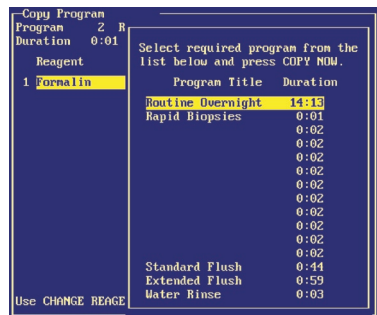 Copy Program
Program 2 R
Duration 0:01
Reagent
1 Formalin
Use CHANGE REAGE
Select required program from the
list below and press COPY NOW.
Program Title Duration
Routine Overnight 14:13
Rapid Biopsies 0:01
0:02
0:02
0:02
0:02
0:02
0:02
0:02
0:02
0:02
0:02
Standard Flush 0:44
Extended Flush 0:59
Water Rinse 0:03